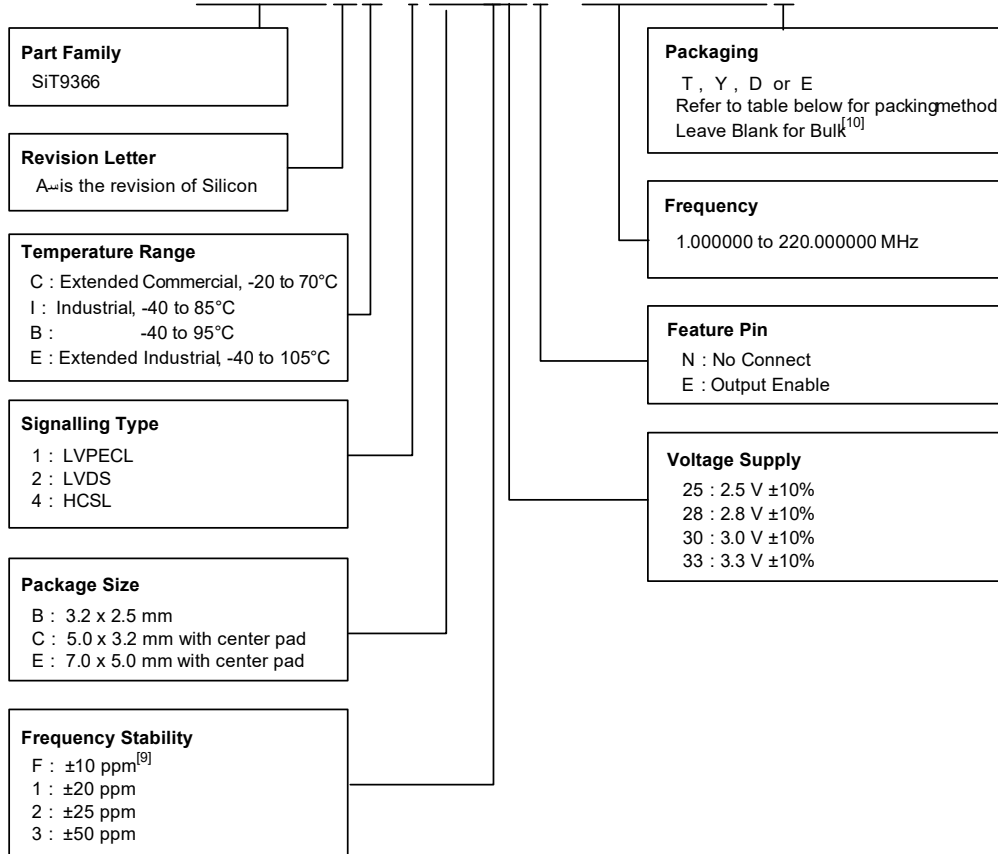 Part Family
SiT9366
Revision Letter
A is the revision of Silicon
Temperature Range
C : Extended Commercial, -20 to 70°C
I : Industrial, -40 to 85°C
B : -40 to 95°C
E : Extended Industrial, -40 to 105°C
Signalling Type
1 : LVPECL
2 : LVDS
4 : HCSL
Package Size
B : 3.2 x 2.5 mm
C : 5.0 x 3.2 mm with center pad
E : 7.0 x 5.0 mm with center pad
Frequency Stability
F : ±10 ppm[9]
1 : ±20 ppm
2 : ±25 ppm
3 : ±50 ppm
Packaging
T , Y , D or E
Refer to table below for packingmethod
Leave Blank for Bulk[10]
Frequency
1.000000 to 220.000000 MHz
Feature Pin
N : No Connect
E : Output Enable
Voltage Supply
25 : 2.5 V ±10%
28 : 2.8 V ±10%
30 : 3.0 V ±10%
33 : 3.3 V ±10%